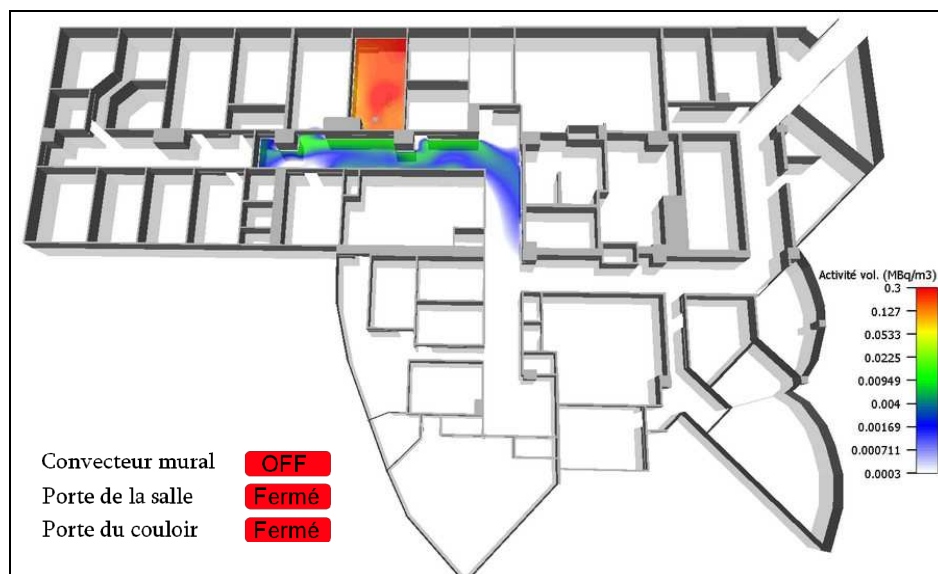 Activité vol. (MBq/m3)
0.3
0.127
0.0533
0.0225
0.00949
0.004
0.00169
0.000711
0.0003
Convecteur mural OFF
Porte de la salle Fermé
Porte du couloir Fermé